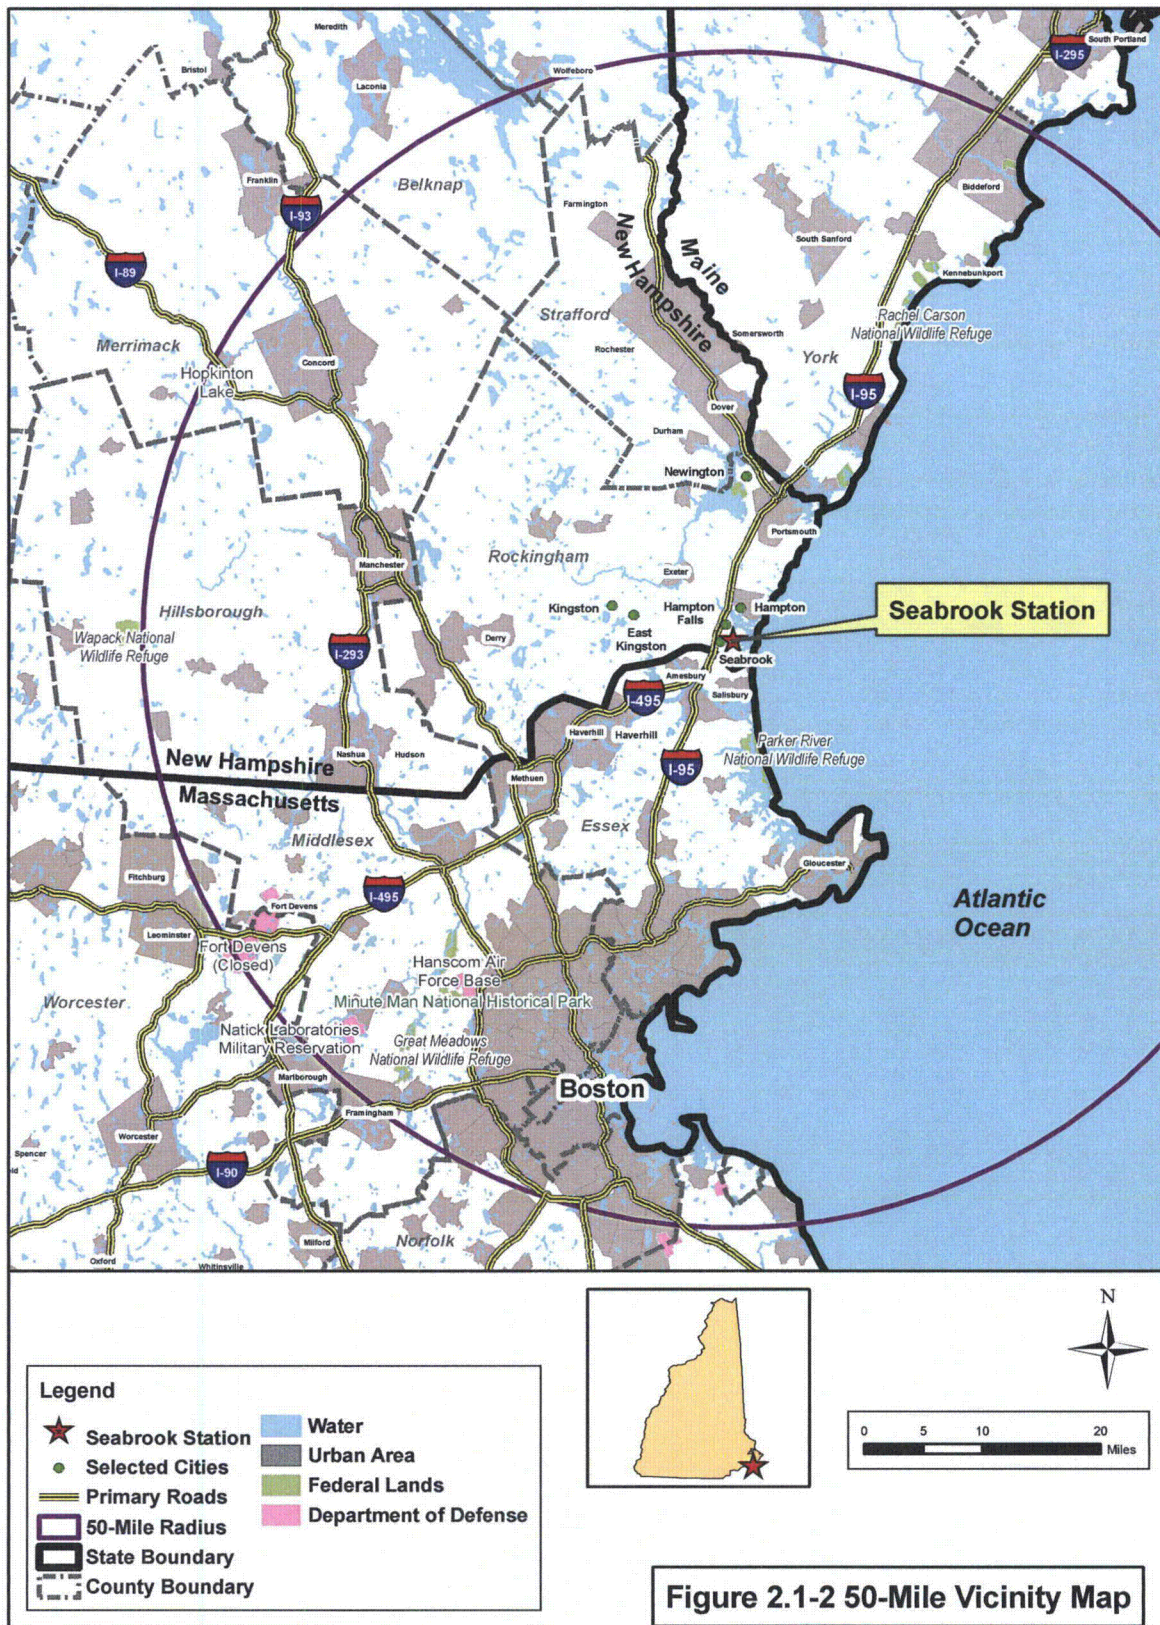 Meredith
South Portland
I-295
Bristol
Wolfeboro
Laconia
Franklin
Belknap
Biddeford
I-93
Farmington
New Hampshire
Maine
South Sanford
I-89
Kennebunkport
Strafford
Rachel Carson
National Wildlife Refuge
Merrimack
Somersworth
Rochester
York
Concord
Hopkinton
Lake
I-95
Dover
Durham
Newington
Portsmouth
Rockingham
Manchester
Exeter
Hillsborough
Kingston
Hampton
Falls
Hampton
Seabrook Station
Wapack National
Wildlife Refuge
Derry
East
Kingston
I-293
Seabrook
Amesbury
I-495
Salisbury
Haverhill
Haverhill
Parker River
National Wildlife Refuge
Nashua
Hudson
New Hampshire
I-95
Methuen
Massachusetts
Essex
Middlesex
Gloucester
Fitchburg
I-495
Fort Devens
Atlantic
Ocean
Leominster
Fort Devens
(Closed)
Hanscom Air
Force Base
Worcester
Minute Man National Historical Park
Natick Laboratories
Military Reservation
Great Meadows
National Wildlife Refuge
Marlborough
Boston
Framingham
Worcester
Spencer
ld
I-90
Norfolk
Milford
Oxford
Whitinsville
N
Legend
Seabrook Station
Selected Cities
Primary Roads
50-Mile Radius
State Boundary
County Boundary
Water
Urban Area
Federal Lands
Department of Defense
0 5 10 20
Miles
Figure 2.1-2 50-Mile Vicinity Map